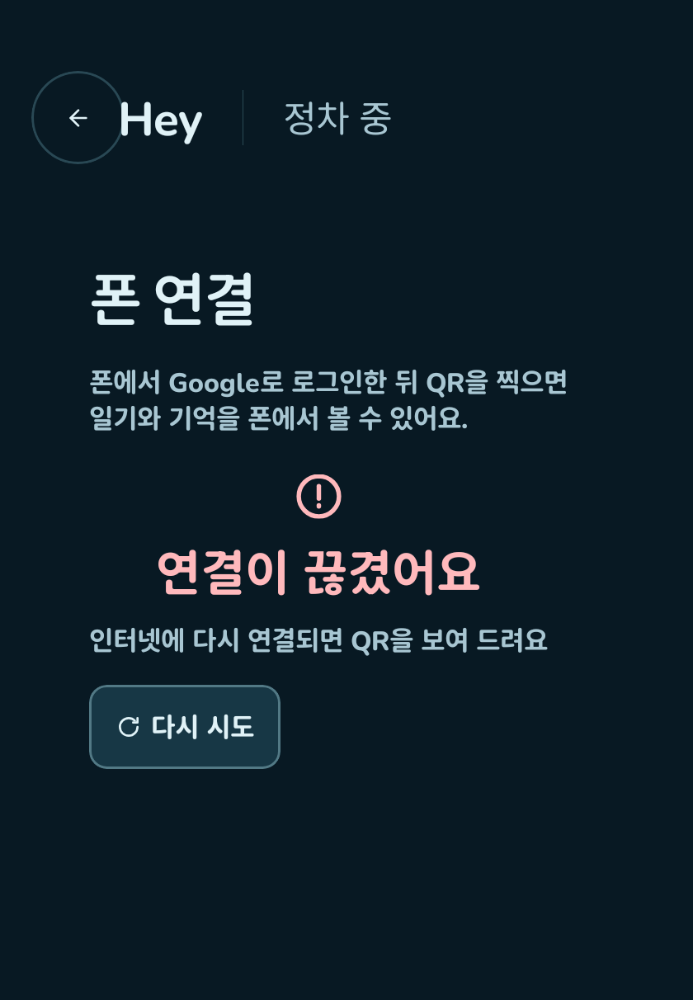 Hey
정차 중
폰 연결
폰에서 Google로 로그인한 뒤 QR을 찍으면
일기와 기억을 폰에서 볼 수 있어요.
연결이 끊겼어요
인터넷에 다시 연결되면 QR을 보여 드려요
다시 시도